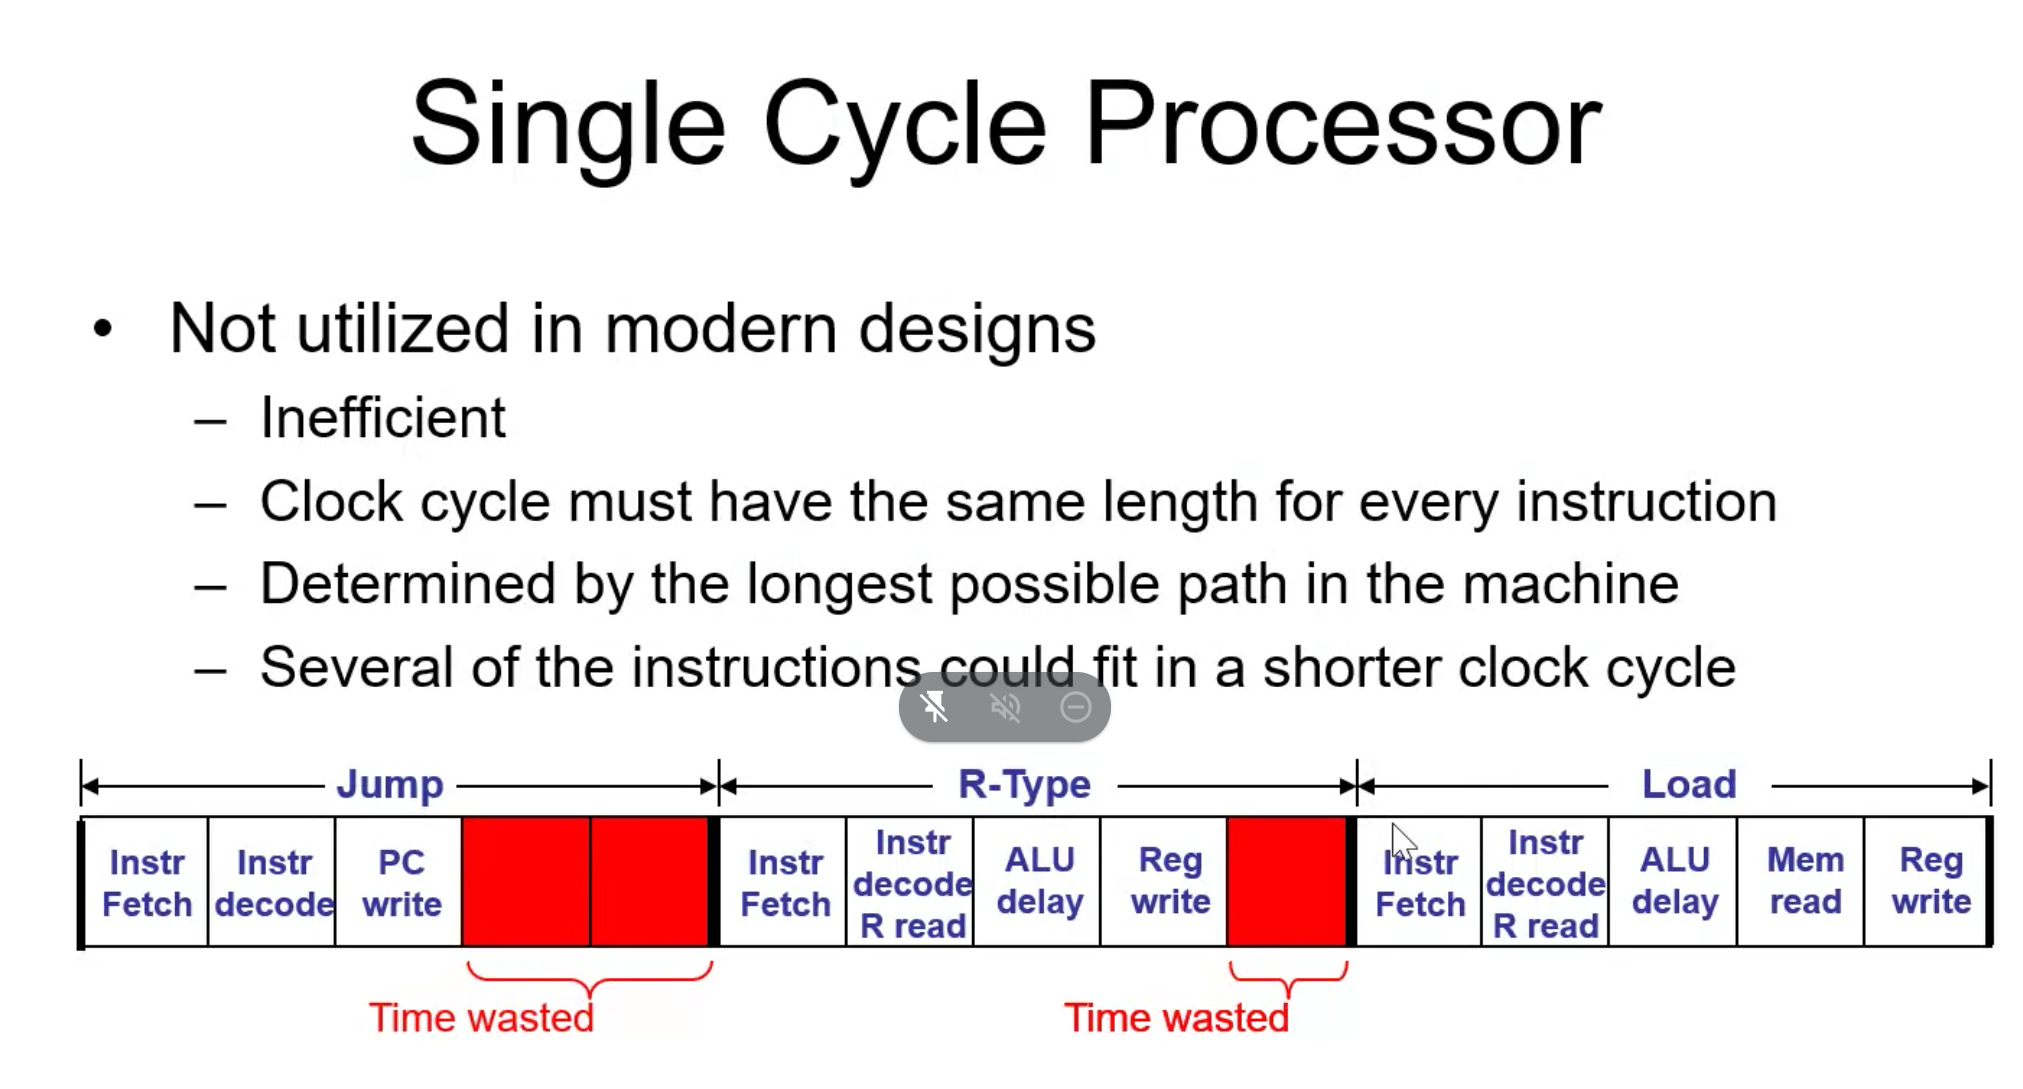 Single Cycle Processor
• Not utilized in modern designs
– Inefficient
– Clock cycle must have the same length for every instruction
– Determined by the longest possible path in the machine
– Several of the instructions could fit in a shorter clock cycle
Jump
R-Type
Load
Instr
Fetch
Instr
decode
PC
write
Instr
Fetch
Instr
decode
R read
ALU
delay
Reg
write
Instr
Fetch
Instr
decode
R read
ALU
delay
Mem
read
Reg
write
Time wasted
Time wasted